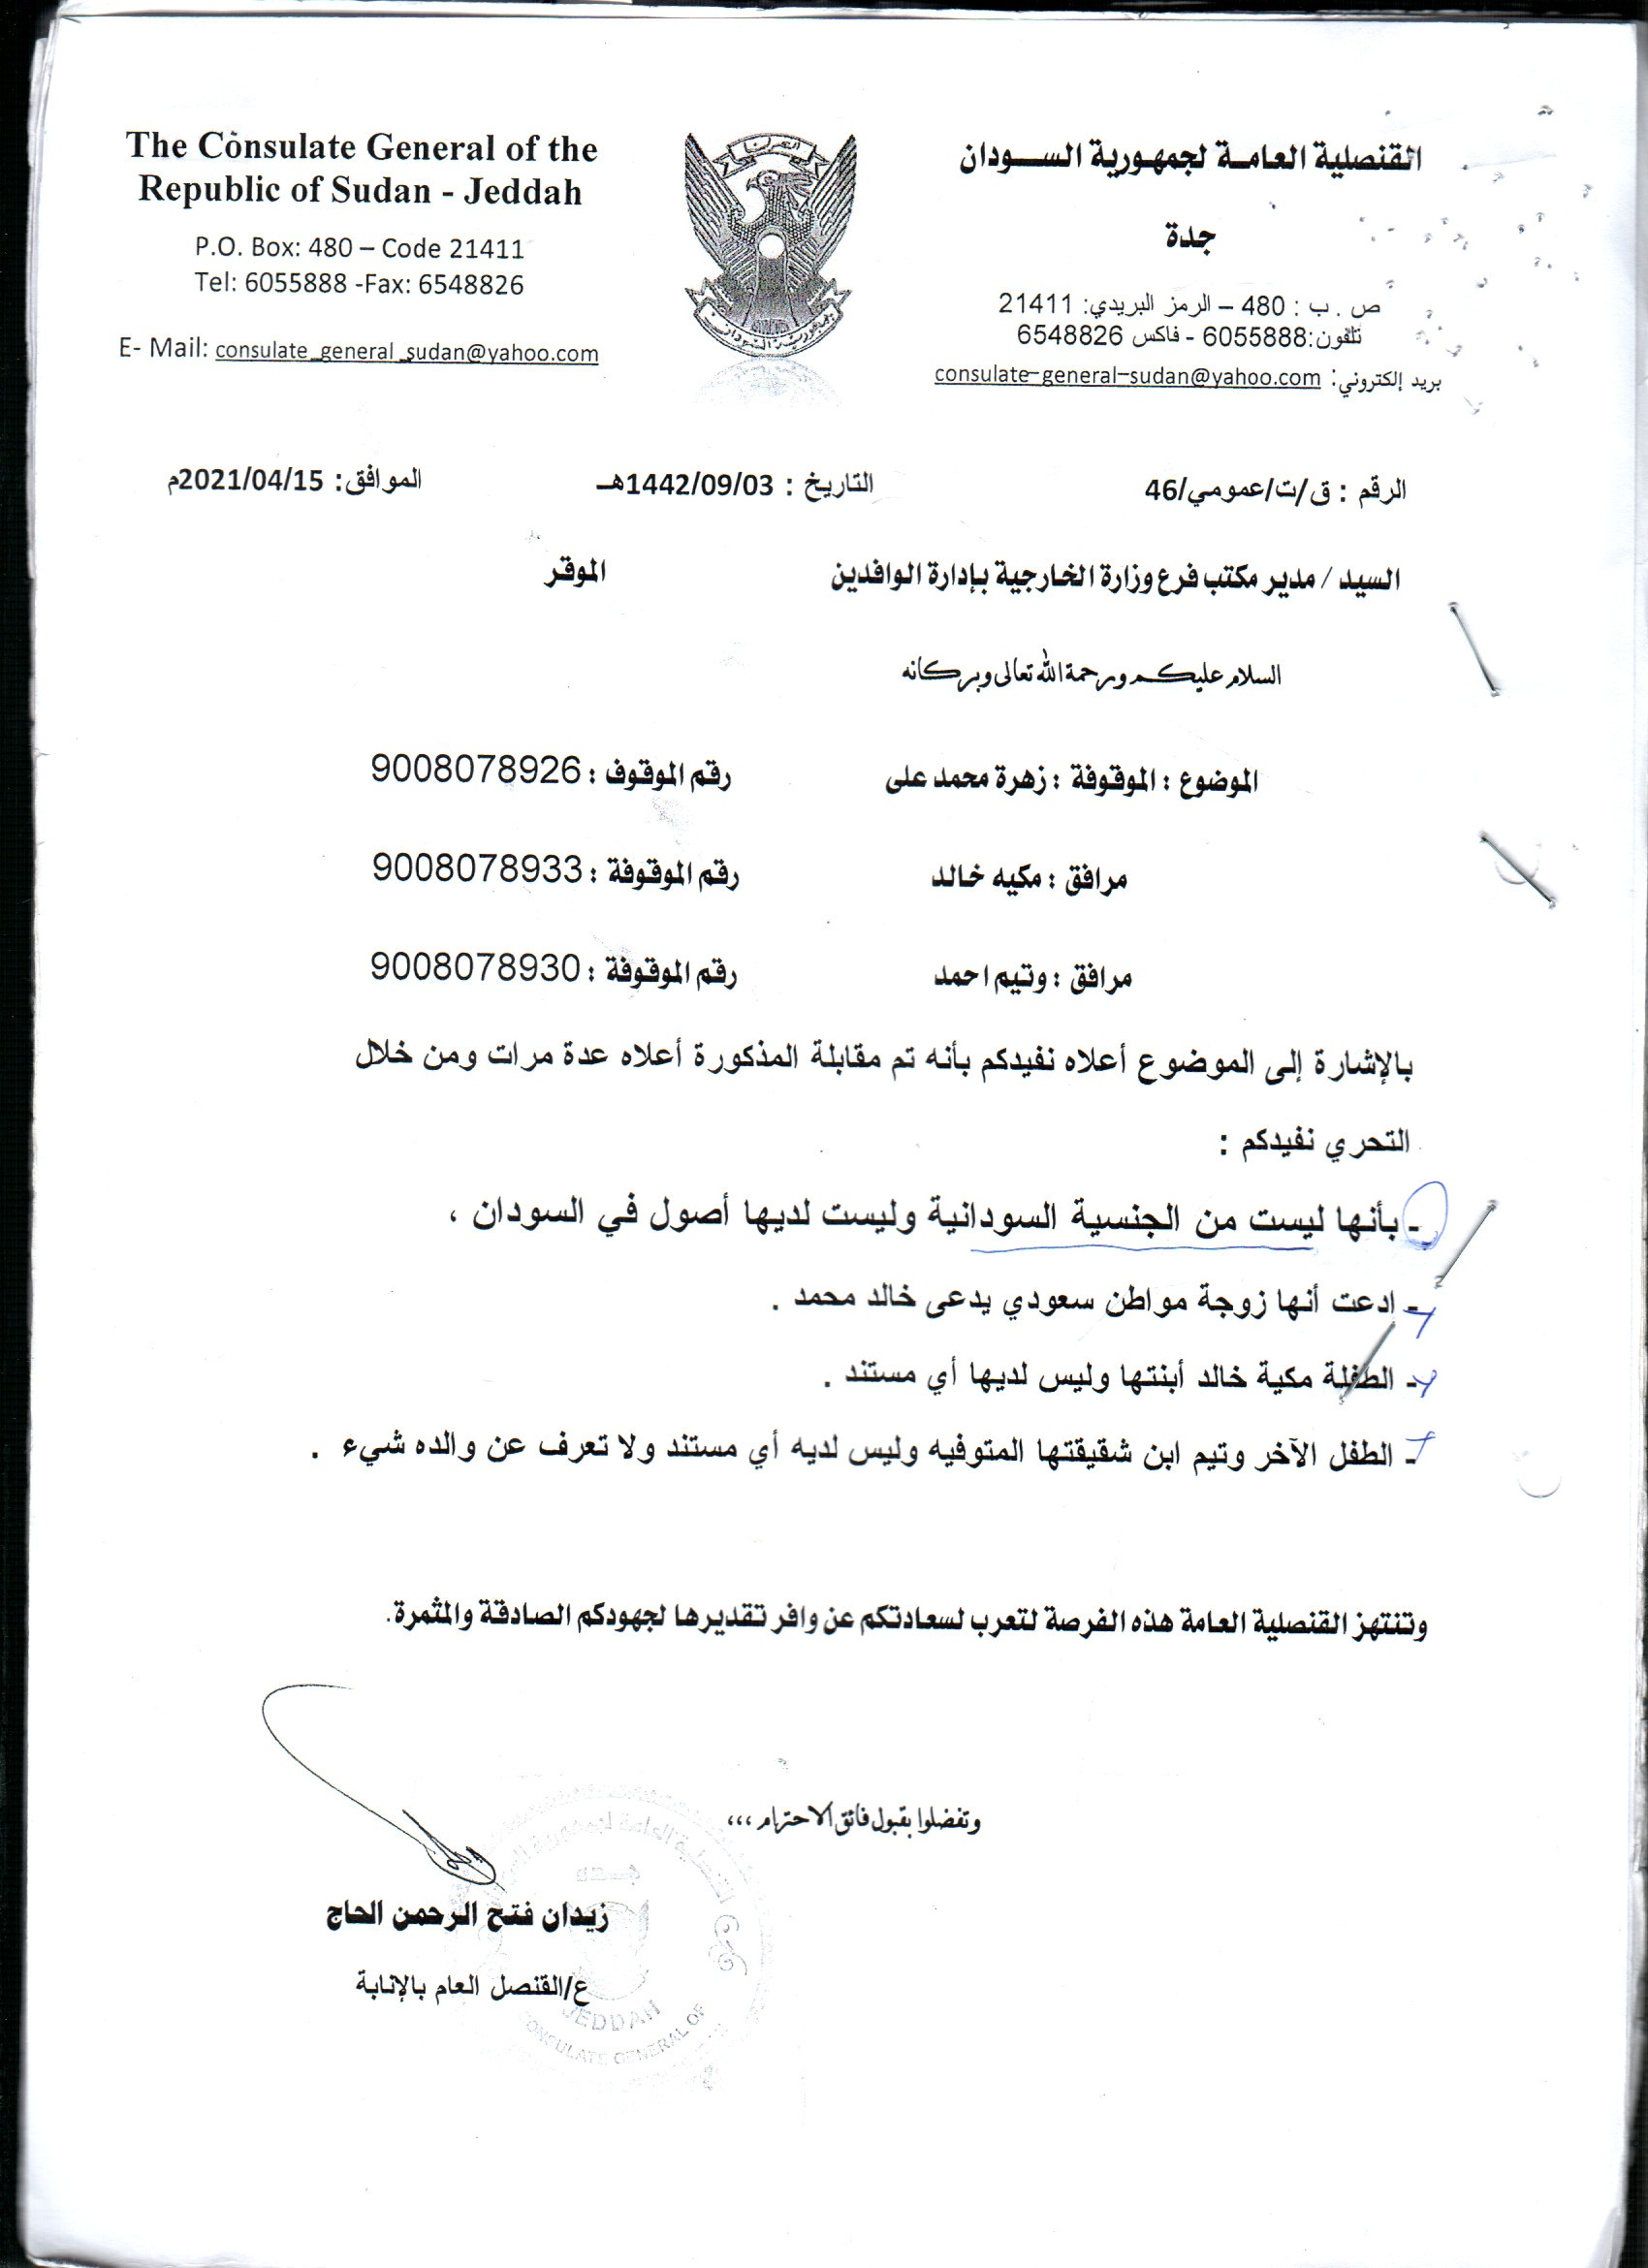 The Consulate General of the
Republic of Sudan - Jeddah
P.O. Box: 480 – Code 21411
Tel: 6055888 -Fax: 6548826
E- Mail: consulate_general_sudan@yahoo.com
القنصلية العامة لجمهورية السودان
جدة
ص . ب : 480 – الرمز البريدي: 21411
تلفون:6055888 - فاكس 6548826
بريد إلكتروني: consulate-general-sudan@yahoo.com
جمهورية السودان
الرقم : ق/ت/عمومي/46 التاريخ : 1442/09/03هـ الموافق: 2021/04/15م
السيد / مدير مكتب فرع وزارة الخارجية بإدارة الوافدين الموقر
السلام عليكم ورحمة الله تعالى وبركاته
الموضوع : الموقوفة : زهرة محمد على رقم الموقوف : 9008078926
مرافق : مكيه خالد رقم الموقوفة : 9008078933
مرافق : وتيم احمد رقم الموقوفة : 9008078930
بالإشارة إلى الموضوع أعلاه نفيدكم بأنه تم مقابلة المذكورة أعلاه عدة مرات ومن خلال
التحري نفيدكم :
- بأنها ليست من الجنسية السودانية وليست لديها أصول في السودان ،
- ادعت أنها زوجة مواطن سعودي يدعى خالد محمد .
- الطفلة مكية خالد أبنتها وليس لديها أي مستند .
- الطفل الآخر وتيم ابن شقيقتها المتوفيه وليس لديه أي مستند ولا تعرف عن والده شيء .
وتنتهز القنصلية العامة هذه الفرصة لتعرب لسعادتكم عن وافر تقديرها لجهودكم الصادقة والمثمرة.
وتفضلوا بقبول فائق الاحترام ،،،
زيدان فتح الرحمن الحاج
ع/القنصل العام بالإنابة
JEDDAH
CONSULATE GENERAL OF